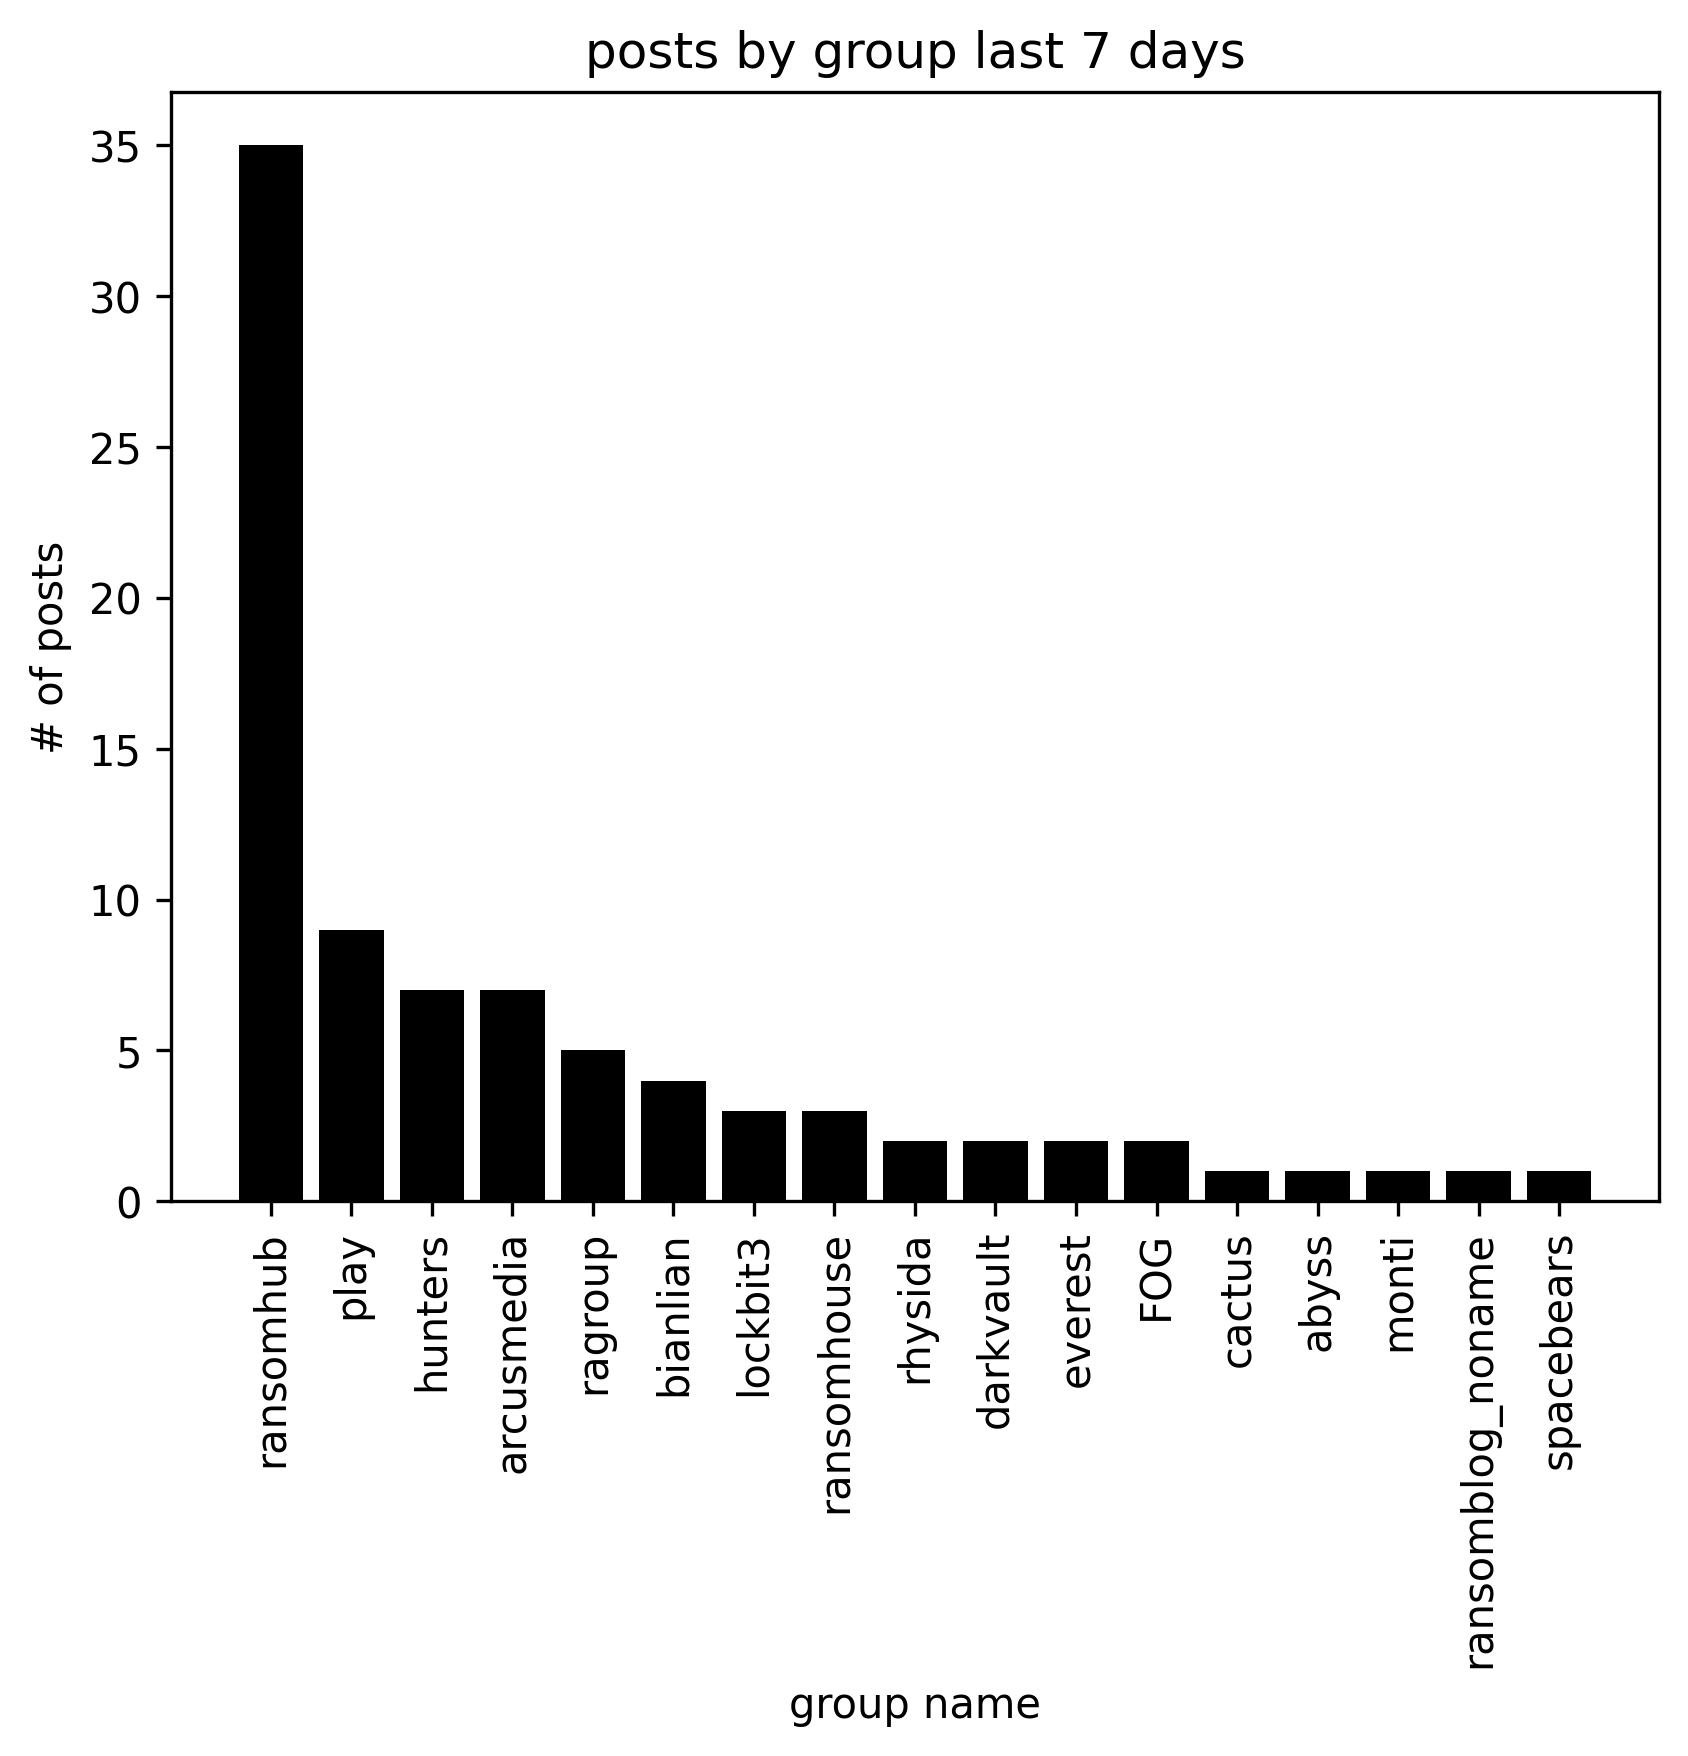 posts by group last 7 days
# of posts
35
30
25
20
15
10
5
0
ransomhub
play
hunters
arcusmedia
ragroup
bianlian
lockbit3
ransomhouse
rhysida
darkvault
everest
FOG
cactus
abyss
monti
ransomblog_noname
spacebears
group name